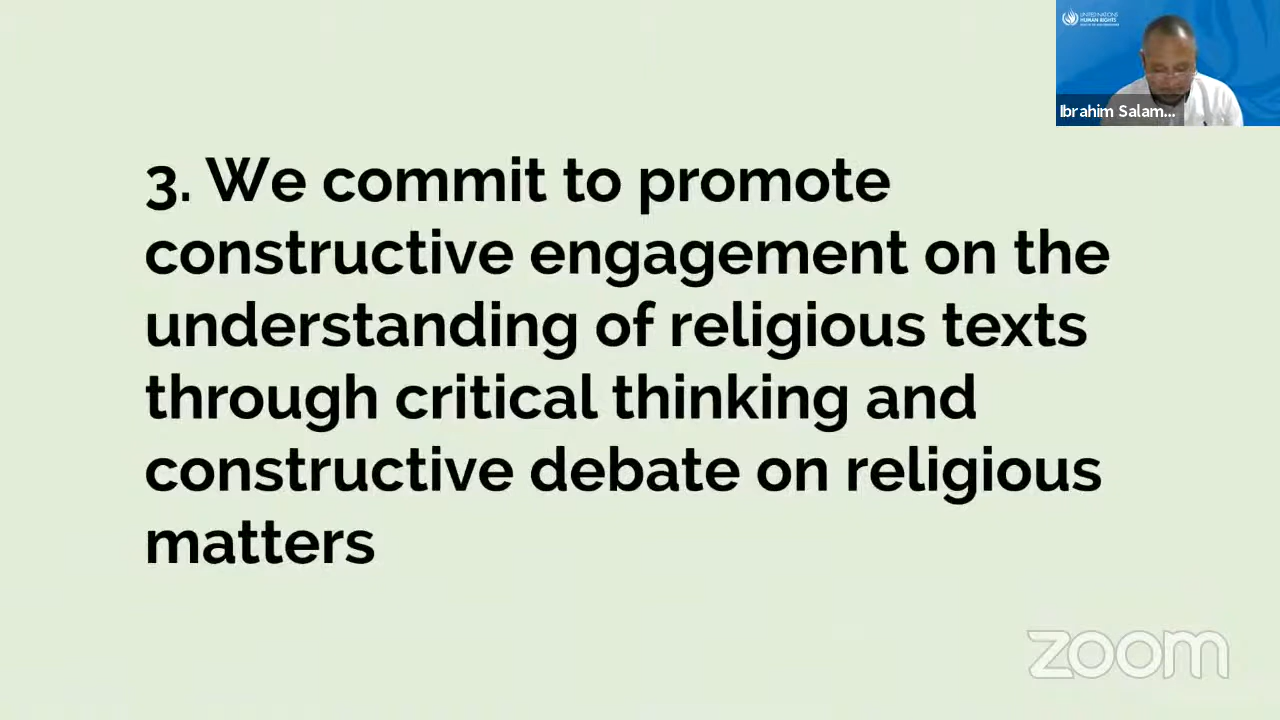 UNITED NATIONS
HUMAN RIGHTS
Ibrahim Salam...
3. We commit to promote
constructive engagement on the
understanding of religious texts
through critical thinking and
constructive debate on religious
matters
zoom